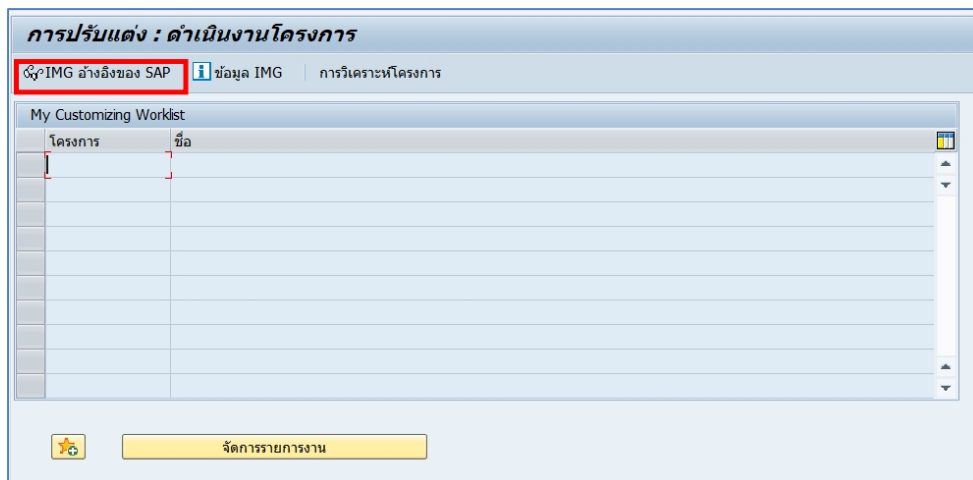 การปรับแต่ง : ดำเนินงานโครงการ
IMG อ้างอิงของ SAP ข้อมูล IMG การวิเคราะห์โครงการ
My Customizing Worklist
โครงการ ชื่อ
จัดการรายการงาน